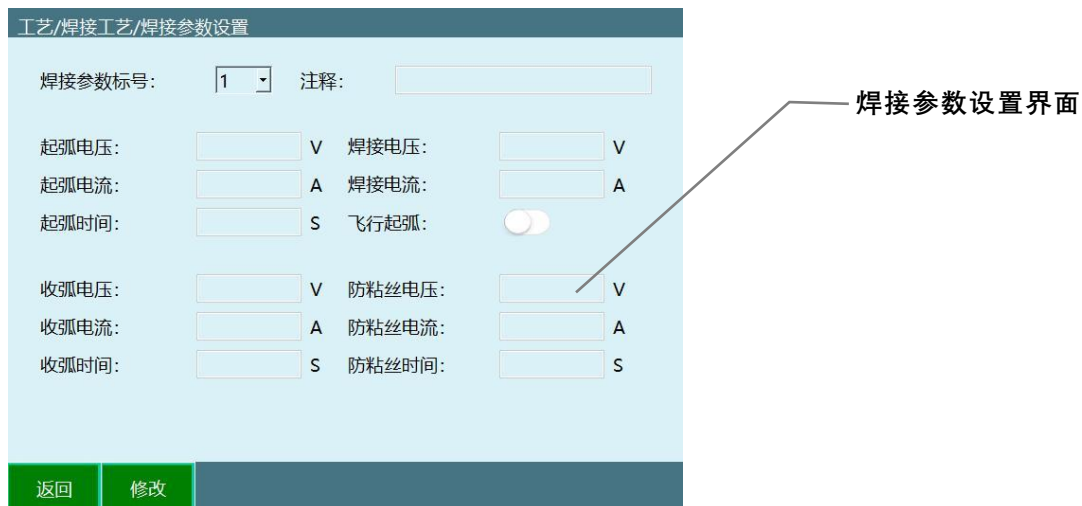 工艺/焊接工艺/焊接参数设置
焊接参数标号： 1 注释：
焊接参数设置界面
起弧电压： V 焊接电压： V
起弧电流： A 焊接电流： A
起弧时间： S 飞行起弧：
收弧电压： V 防粘丝电压： V
收弧电流： A 防粘丝电流： A
收弧时间： S 防粘丝时间： S
返回 修改